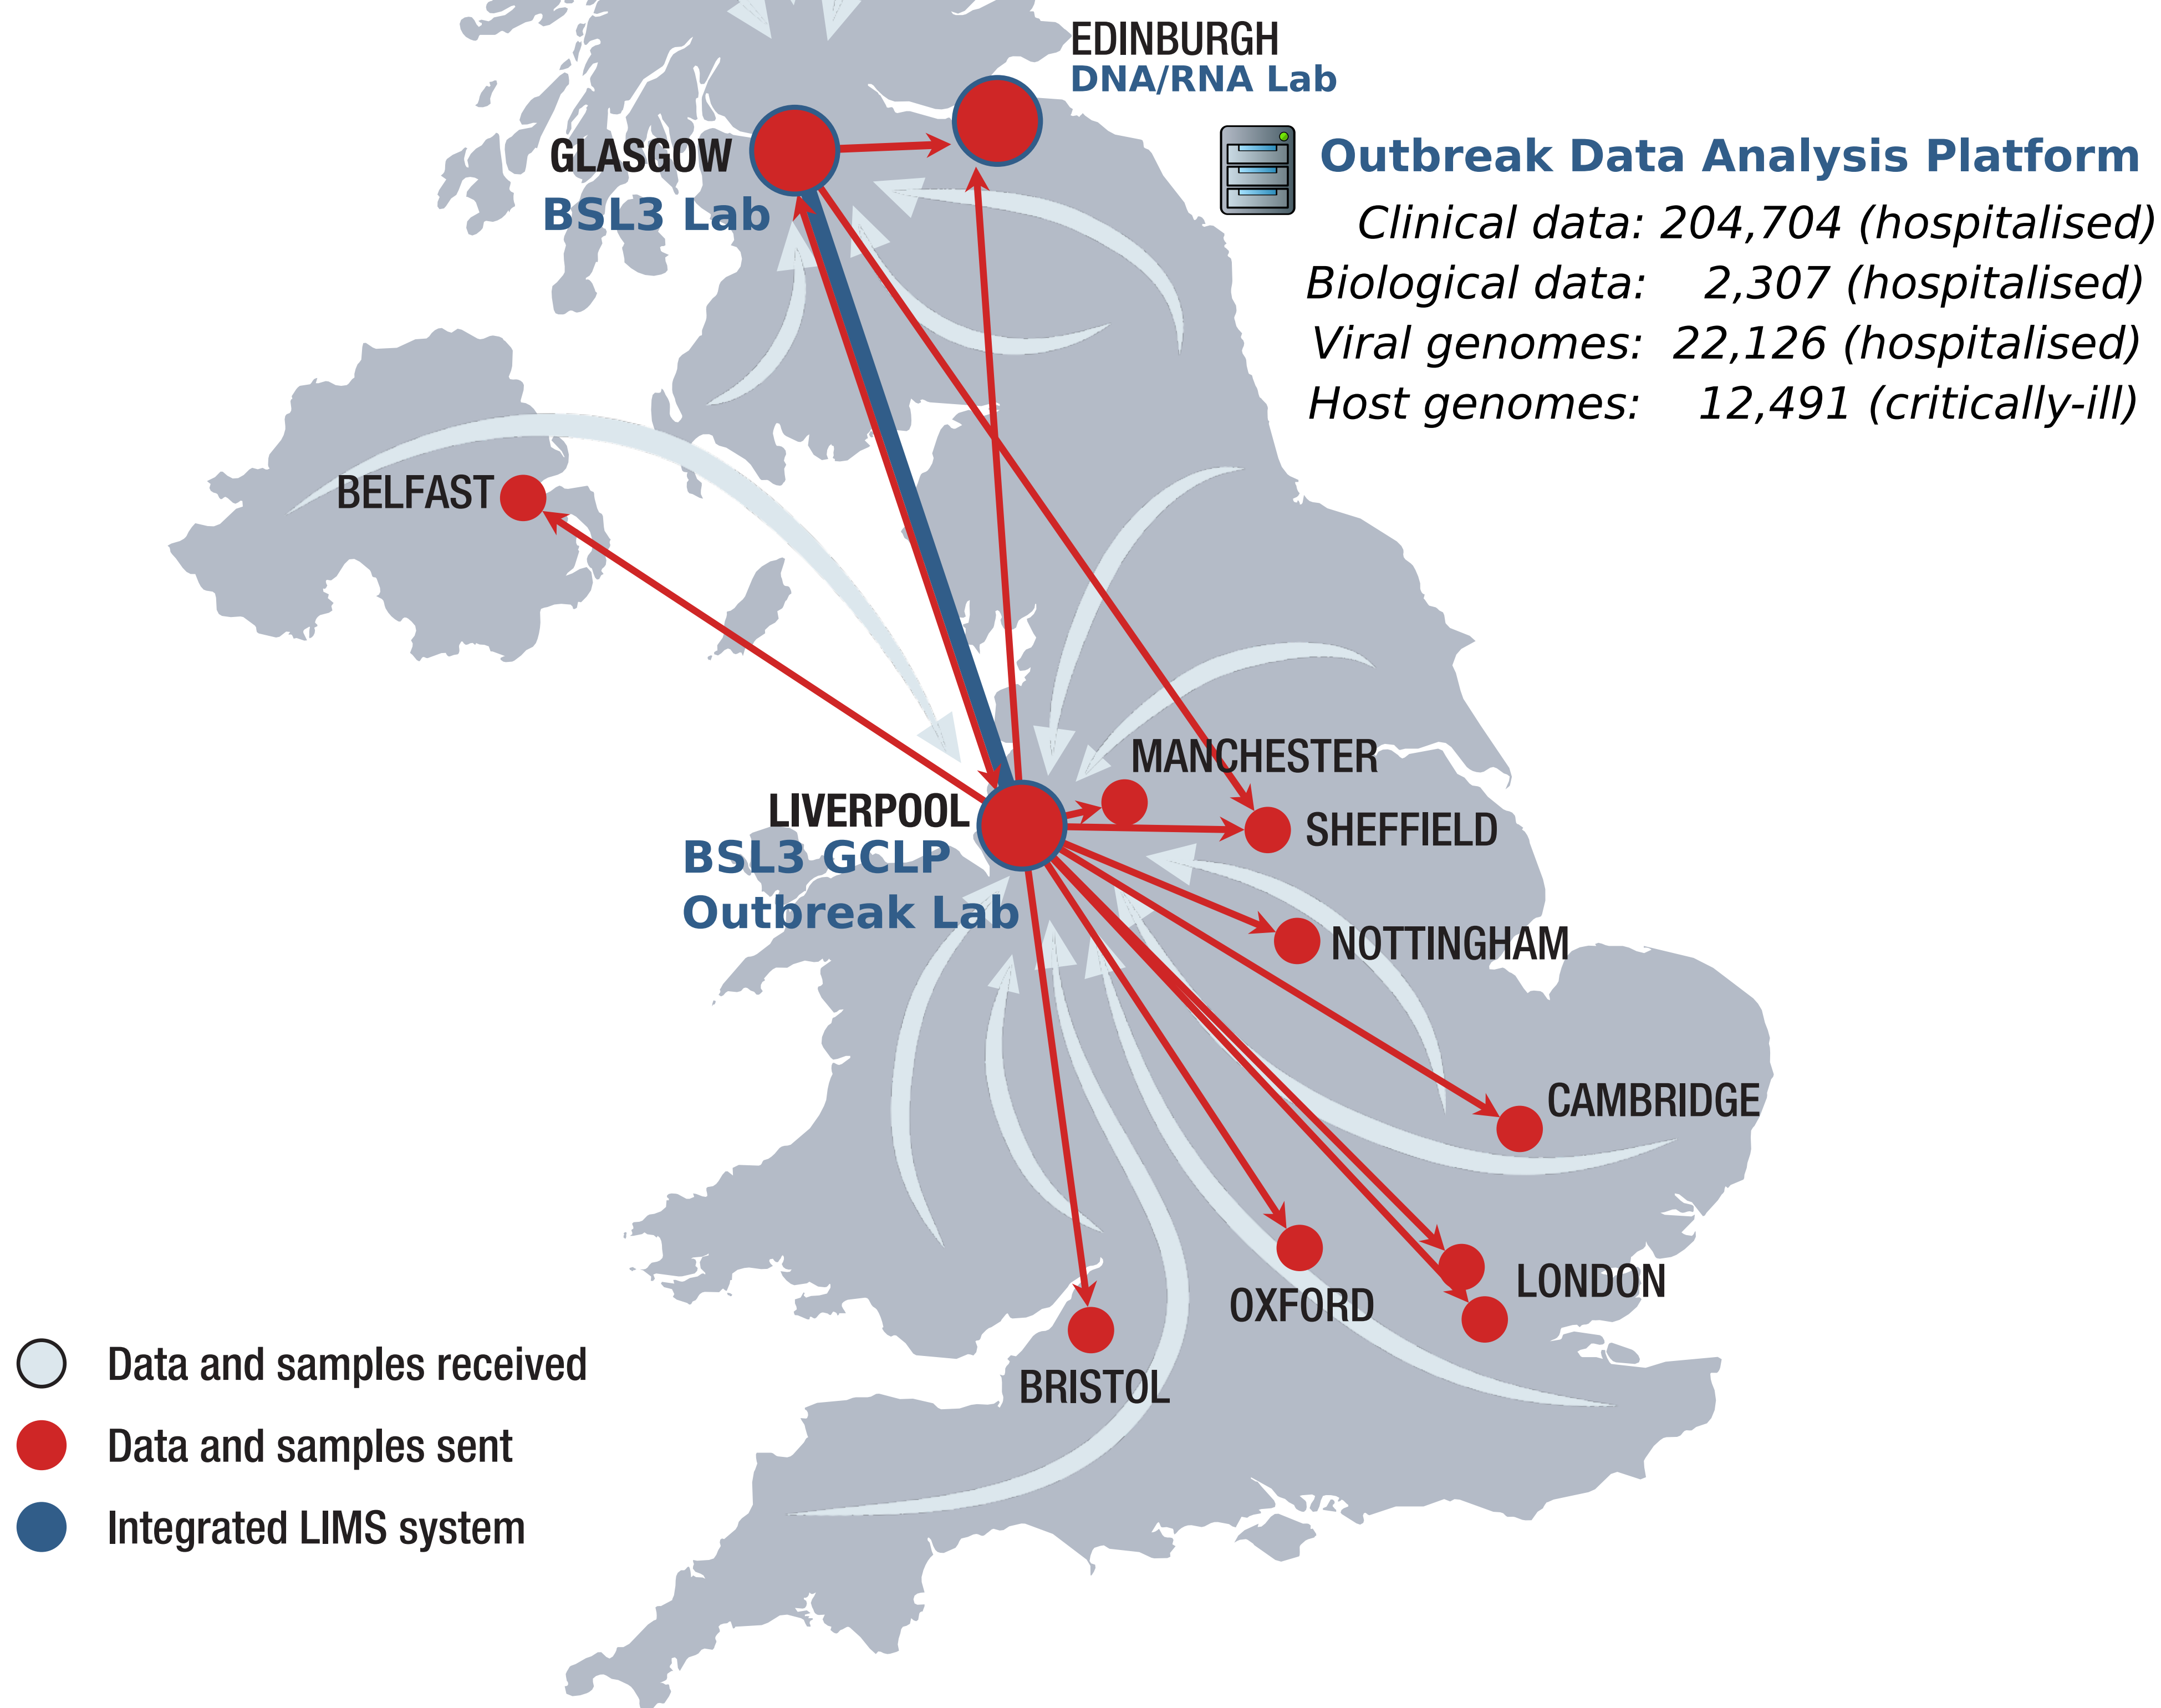 EDINBURGH
DNA/RNA Lab
GLASGOW
BSL3 Lab
Outbreak Data Analysis Platform
Clinical data: 204,704 (hospitalised)
Biological data: 2,307 (hospitalised)
Viral genomes: 22,126 (hospitalised)
Host genomes: 12,491 (critically-ill)
BELFAST
MANCHESTER
LIVERPOOL
BSL3 GCLP
Outbreak Lab
SHEFFIELD
NOTTINGHAM
CAMBRIDGE
LONDON
OXFORD
BRISTOL
Data and samples received
Data and samples sent
Integrated LIMS system